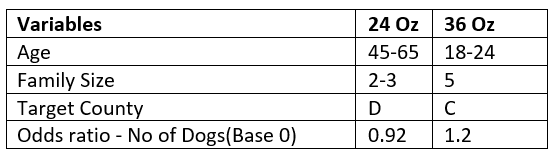 Variables 24 Oz 36 Oz
Age 45-65 18-24
Family Size 2-3 5
Target County D C
Odds ratio - No of Dogs(Base 0) 0.92 1.2